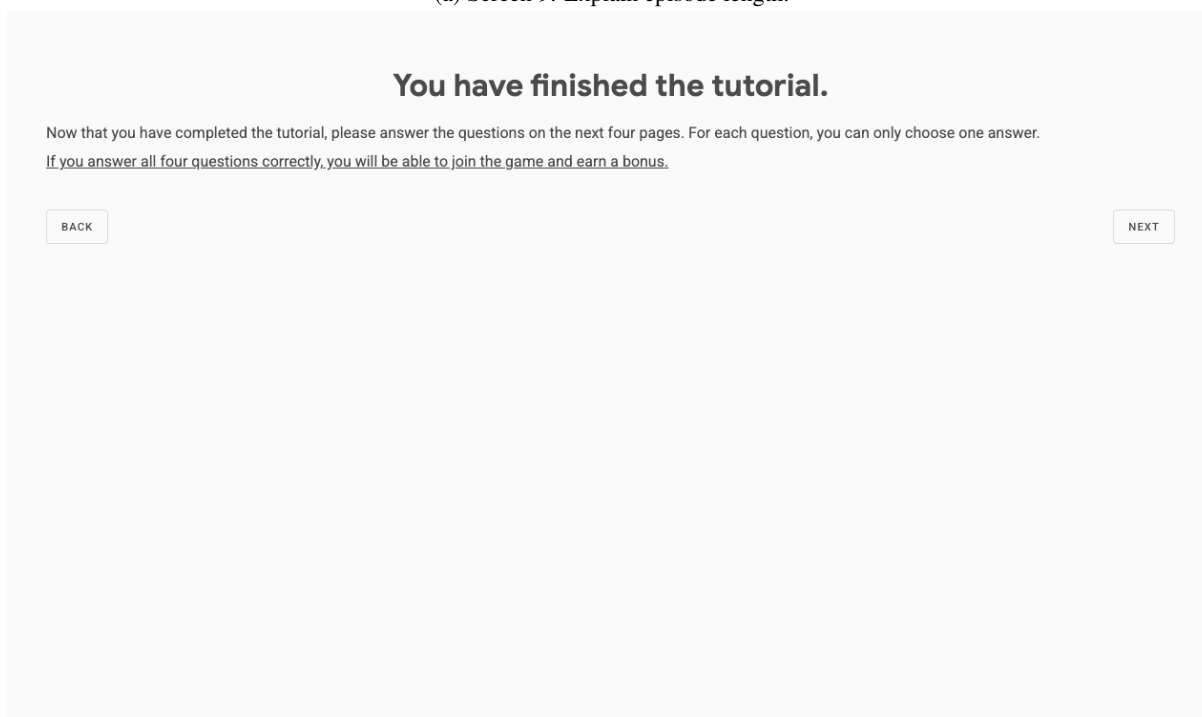 (a) Screen 9: Explain episode length.
You have finished the tutorial.
Now that you have completed the tutorial, please answer the questions on the next four pages. For each question, you can only choose one answer.
If you answer all four questions correctly, you will be able to join the game and earn a bonus.
BACK
NEXT